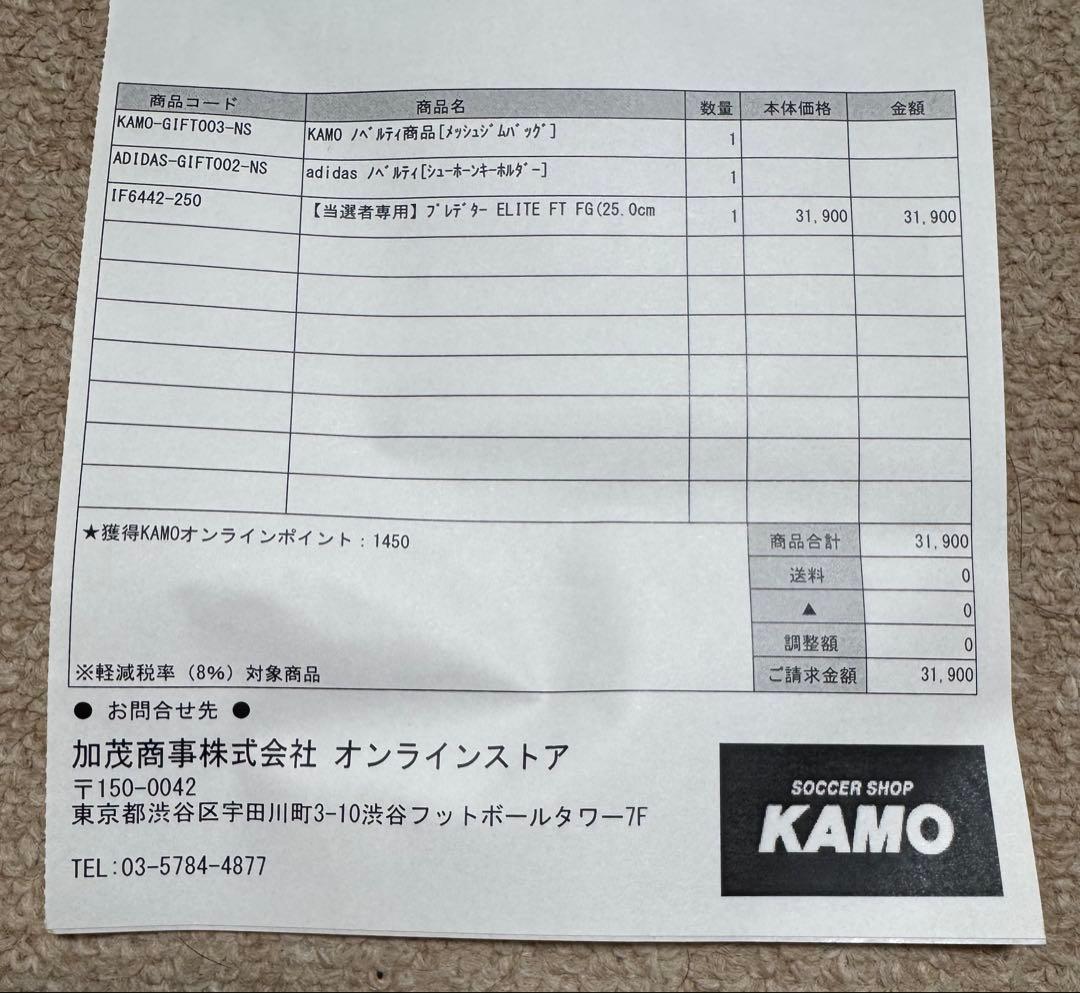 商品コード 商品名 数量 本体価格 金額
KAMO-GIFT003-NS KAMO ﾉﾍﾞﾙﾃｨ商品[ﾒｯｼｭｼﾞﾑﾊﾞｯｸﾞ] 1
ADIDAS-GIFT002-NS adidas ﾉﾍﾞﾙﾃｨ[ｼｭｰﾎｰﾝｷｰﾎﾙﾀﾞｰ] 1
IF6442-250 【当選者専用】ﾌﾟﾚﾃﾞﾀｰ ELITE FT FG(25.0cm 1 31,900 31,900
★獲得KAMOオンラインポイント：1450
商品合計 31,900
送料 0
▲ 0
調整額 0
※軽減税率（8%）対象商品
ご請求金額 31,900
● お問合せ先 ●
加茂商事株式会社 オンラインストア
〒150-0042
東京都渋谷区宇田川町3-10渋谷フットボールタワー7F
TEL:03-5784-4877
SOCCER SHOP
KAMO